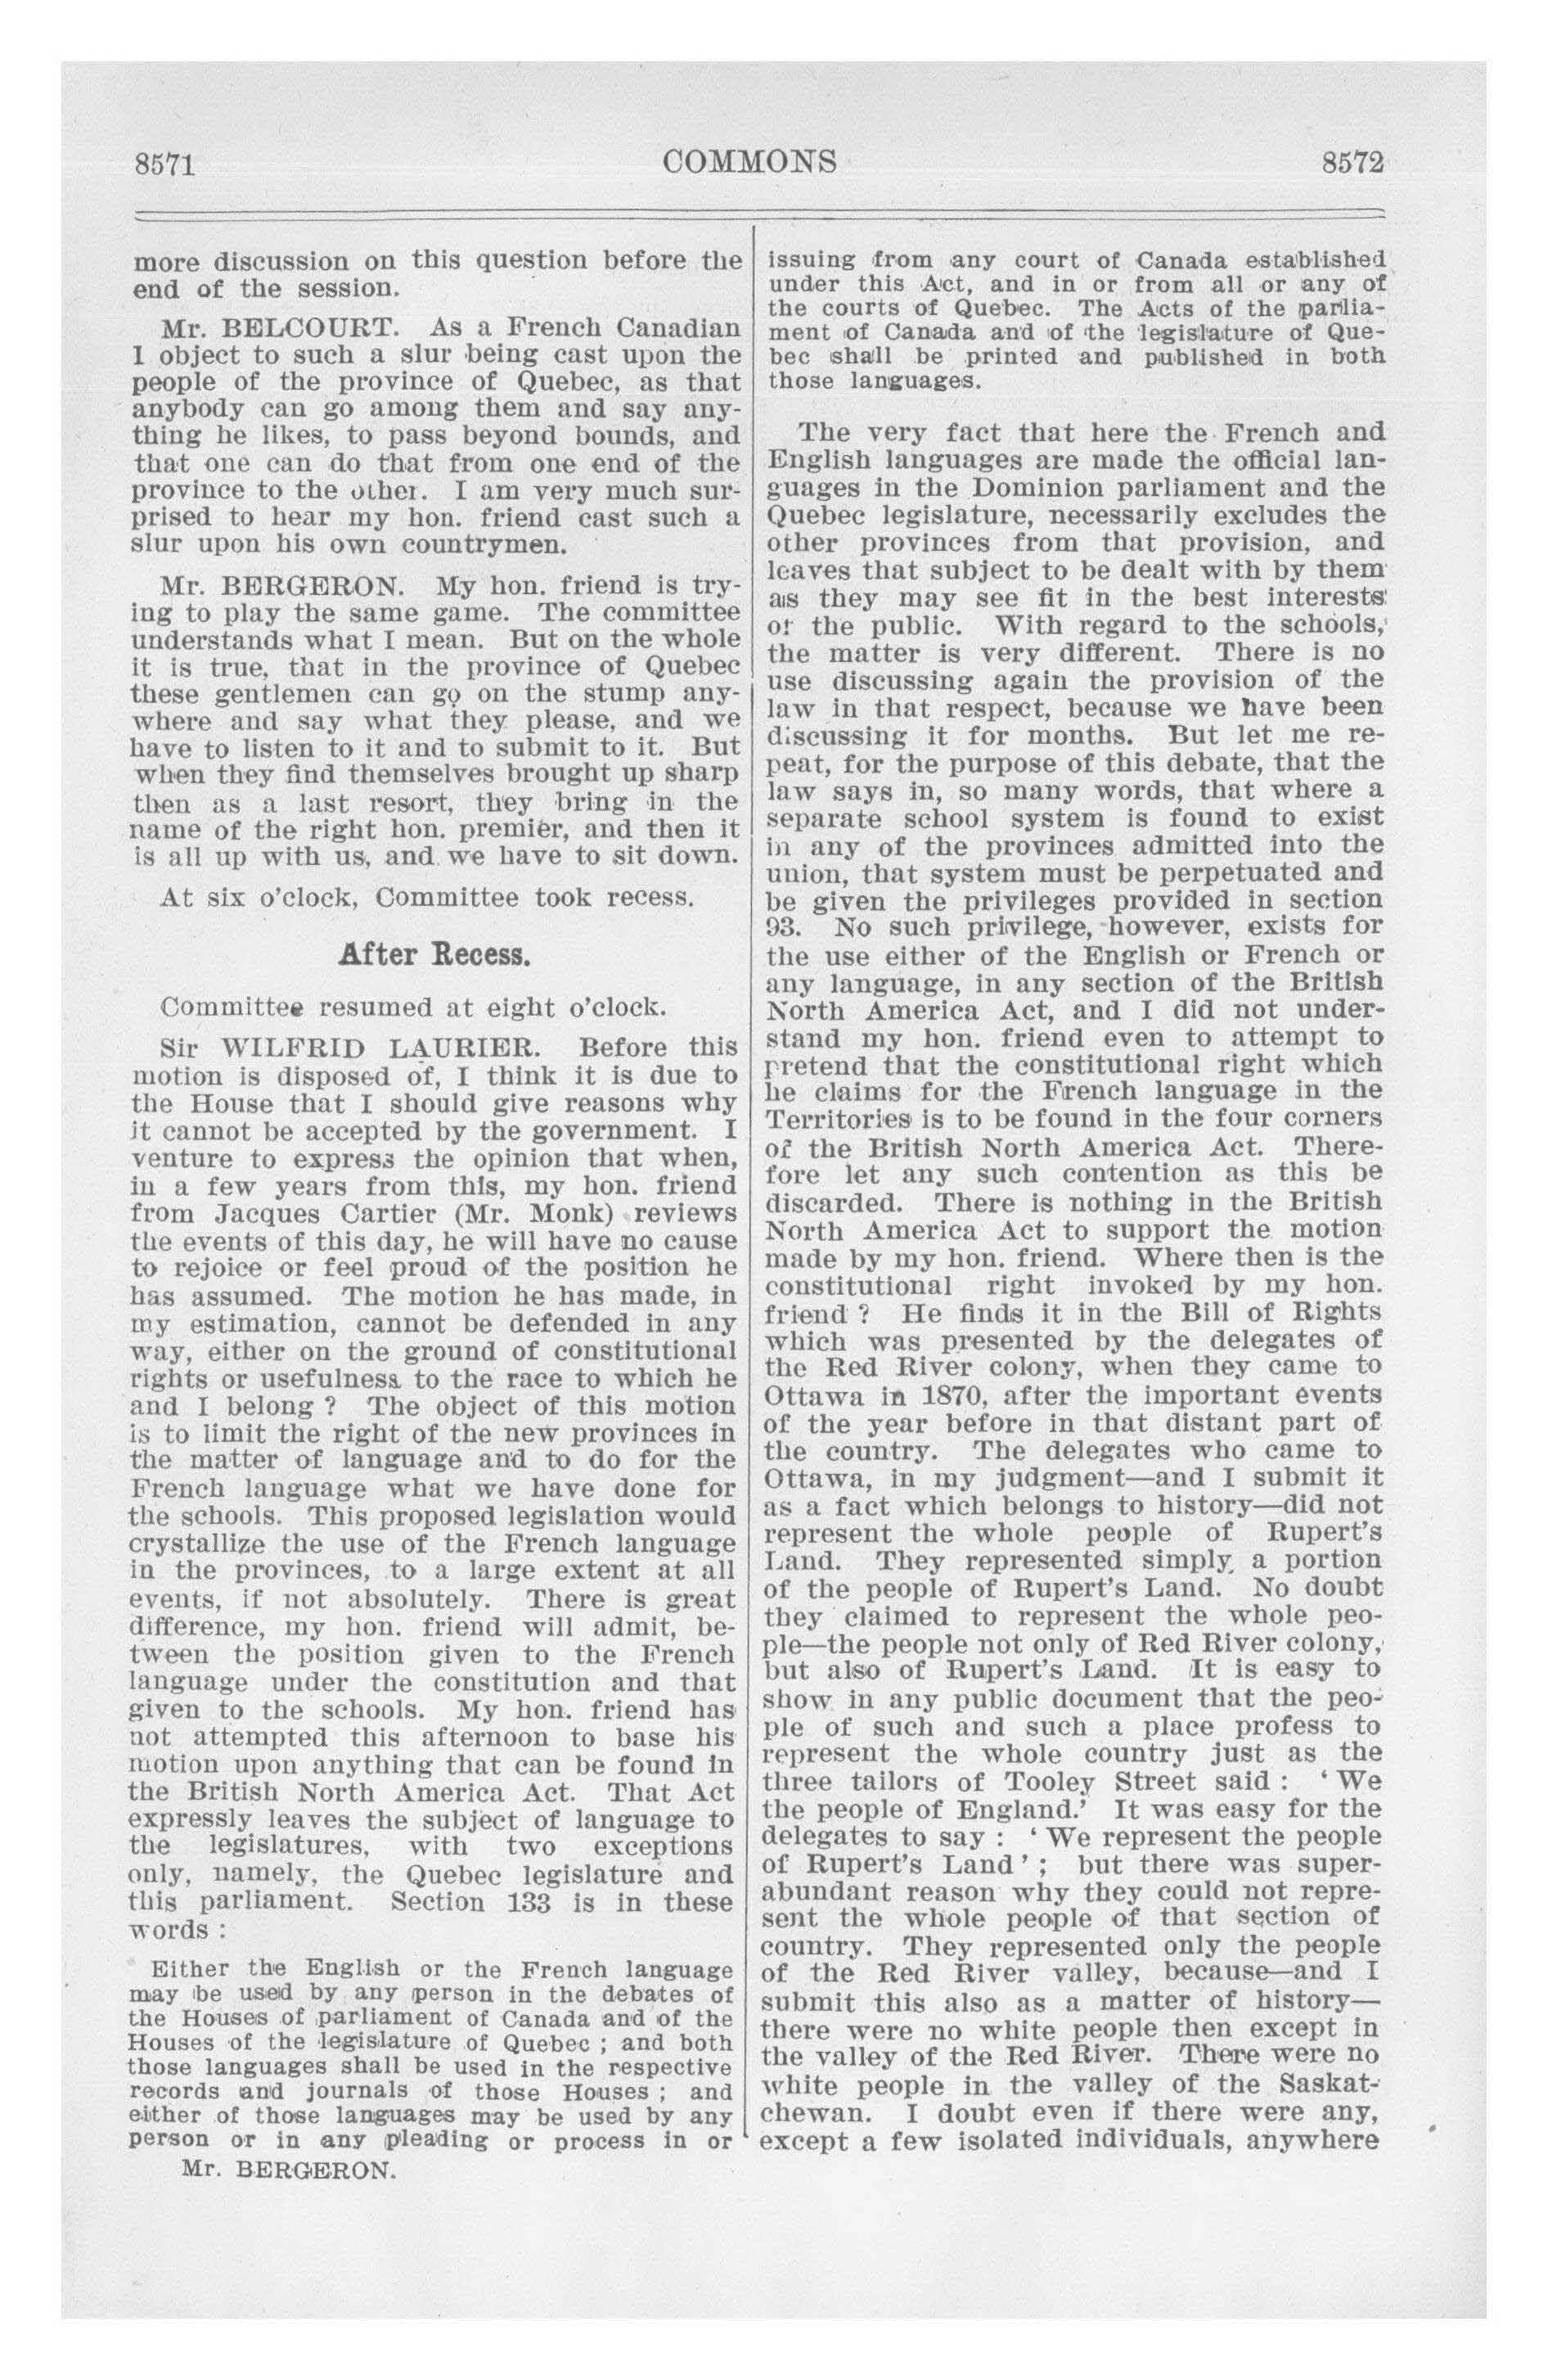 8571
COMMONS
8572
more discussion on this question before the
end of the session.
Mr. BELCOURT. As a French Canadian
I object to such a slur being cast upon the
people of the province of Quebec, as that
anybody can go among them and say any-
thing he likes, to pass beyond bounds, and
that one can do that from one end of the
province to the other. I am very much sur-
prised to hear my hon. friend cast such a
slur upon his own countrymen.
Mr. BERGERON. My hon. friend is try-
ing to play the same game. The committee
understands what I mean. But on the whole
it is true, that in the province of Quebec
these gentlemen can go on the stump any-
where and say what they please, and we
have to listen to it and to submit to it. But
when they find themselves brought up sharp
then as a last resort, they bring in the
name of the right hon. premier, and then it
is all up with us, and we have to sit down.
At six o'clock, Committee took recess.
After Recess.
Committee resumed at eight o'clock.
Sir WILFRID LAURIER. Before this
motion is disposed of, I think it is due to
the House that I should give reasons why
it cannot be accepted by the government. I
venture to express the opinion that when,
in a few years from this, my hon. friend
from Jacques Cartier (Mr. Monk) reviews
the events of this day, he will have no cause
to rejoice or feel proud of the position he
has assumed. The motion he has made, in
my estimation, cannot be defended in any
way, either on the ground of constitutional
rights or usefulness to the race to which he
and I belong ? The object of this motion
is to limit the right of the new provinces in
the matter of language and to do for the
French language what we have done for
the schools. This proposed legislation would
crystallize the use of the French language
in the provinces, to a large extent at all
events, if not absolutely. There is great
difference, my hon. friend will admit, be-
tween the position given to the French
language under the constitution and that
given to the schools. My hon. friend has
not attempted this afternoon to base his
motion upon anything that can be found in
the British North America Act. That Act
expressly leaves the subject of language to
the legislatures, with two exceptions
only, namely, the Quebec legislature and
this parliament. Section 133 is in these
words :
Either the English or the French language
may be used by any person in the debates of
the Houses of parliament of Canada and of the
Houses of the legislature of Quebec ; and both
those languages shall be used in the respective
records and journals of those Houses ; and
either of those languages may be used by any
person or in any pleading or process in or
Mr. BERGERON.
issuing from any court of Canada established
under this Act, and in or from all or any of
the courts of Quebec. The Acts of the parlia-
ment of Canada and of the legislature of Que-
bec shall be printed and published in both
those languages.
The very fact that here the French and
English languages are made the official lan-
guages in the Dominion parliament and the
Quebec legislature, necessarily excludes the
other provinces from that provision, and
leaves that subject to be dealt with by them
as they may see fit in the best interests
of the public. With regard to the schools,
the matter is very different. There is no
use discussing again the provision of the
law in that respect, because we have been
discussing it for months. But let me re-
peat, for the purpose of this debate, that the
law says in, so many words, that where a
separate school system is found to exist
in any of the provinces admitted into the
union, that system must be perpetuated and
be given the privileges provided in section
93. No such privilege, however, exists for
the use either of the English or French or
any language, in any section of the British
North America Act, and I did not under-
stand my hon. friend even to attempt to
pretend that the constitutional right which
he claims for the French language in the
Territories is to be found in the four corners
of the British North America Act. There-
fore let any such contention as this be
discarded. There is nothing in the British
North America Act to support the motion
made by my hon. friend. Where then is the
constitutional right invoked by my hon.
friend ? He finds it in the Bill of Rights
which was presented by the delegates of
the Red River colony, when they came to
Ottawa in 1870, after the important events
of the year before in that distant part of
the country. The delegates who came to
Ottawa, in my judgment—and I submit it
as a fact which belongs to history—did not
represent the whole people of Rupert's
Land. They represented simply a portion
of the people of Rupert's Land. No doubt
they claimed to represent the whole peo-
ple—the people not only of Red River colony,
but also of Rupert's Land. It is easy to
show in any public document that the peo-
ple of such and such a place profess to
represent the whole country just as the
three tailors of Tooley Street said : ‘ We
the people of England.’ It was easy for the
delegates to say : ‘ We represent the people
of Rupert's Land ’ ; but there was super-
abundant reason why they could not repre-
sent the whole people of that section of
country. They represented only the people
of the Red River valley, because—and I
submit this also as a matter of history—
there were no white people then except in
the valley of the Red River. There were no
white people in the valley of the Saskat-
chewan. I doubt even if there were any,
except a few isolated individuals, anywhere